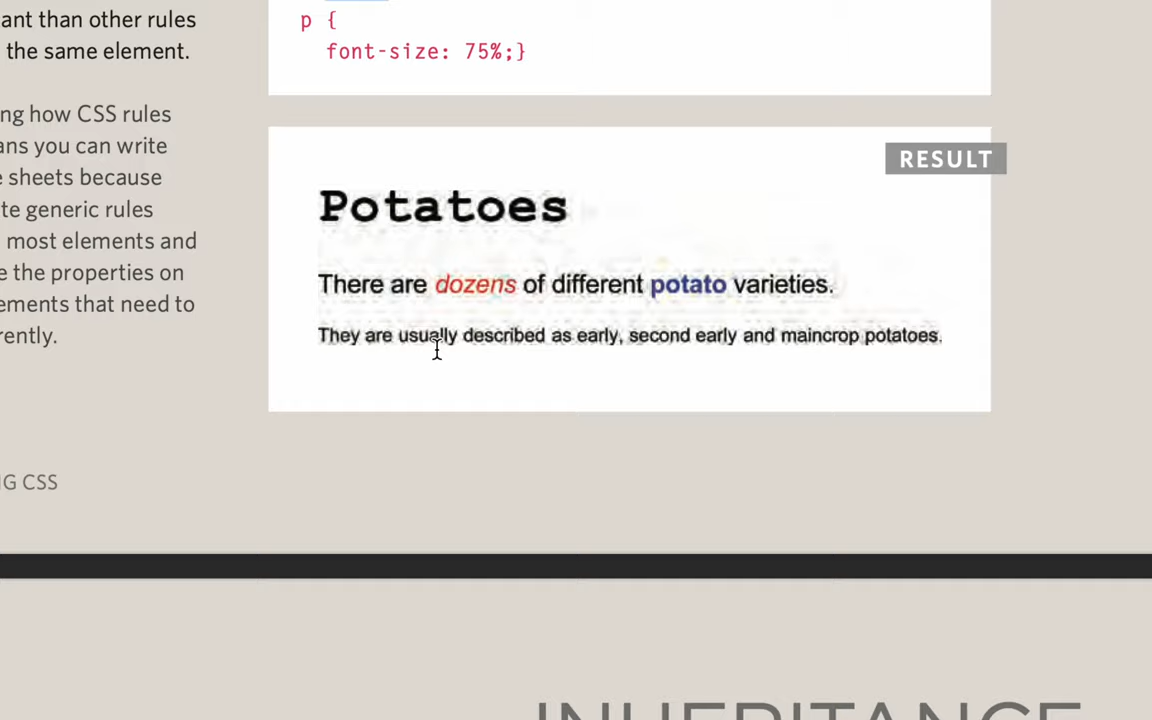 ant than other rules
the same element.
ng how CSS rules
ans you can write
sheets because
te generic rules
most elements and
e the properties on
ements that need to
rently.
G CSS
p {
font-size: 75%;}
RESULT
Potatoes
There are dozens of different potato varieties.
They are usually described as early, second early and maincrop potatoes.
INHERITANCE